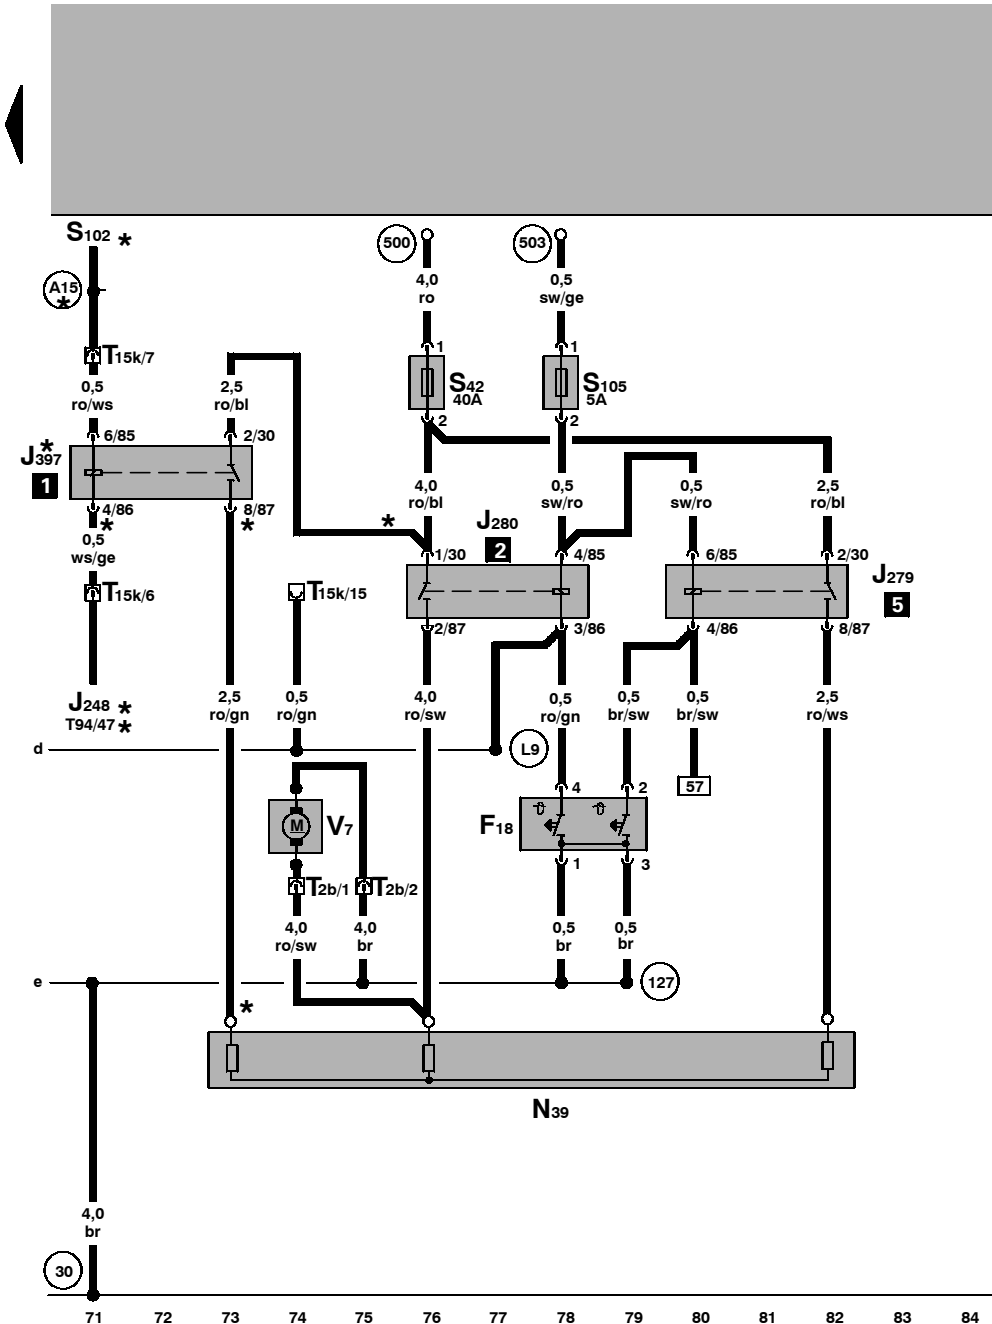 S102 *
500
503
A15
*
4,0
ro
0,5
sw/ge
T15k/7
1
1
0,5
ro/ws
2,5
ro/bl
S42
40A
S105
5A
2
2
6/85
2/30
*
J397
1
4/86
8/87
*
*
4,0
ro/bl
0,5
sw/ro
0,5
sw/ro
2,5
ro/bl
*
J280
2
0,5
ws/ge
1/30
4/85
6/85
2/30
J279
5
T15k/6
T15k/15
2/87
3/86
4/86
8/87
J248 *
T94/47 *
2,5
ro/gn
0,5
ro/gn
4,0
ro/sw
0,5
ro/gn
0,5
br/sw
0,5
br/sw
2,5
ro/ws
d
L9
4
2
57
M
V7
F18
1
3
T2b/1
T2b/2
4,0
ro/sw
4,0
br
0,5
br
0,5
br
e
127
*
N39
4,0
br
30
71 72 73 74 75 76 77 78 79 80 81 82 83 84